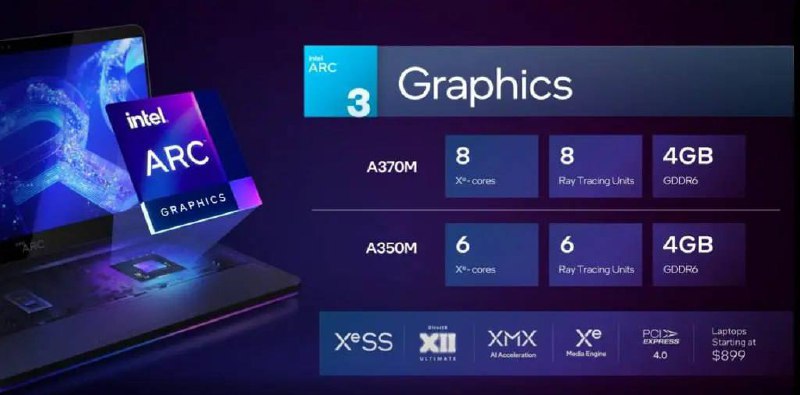 intel
ARC
GRAPHICS
intel
ARC
3
Graphics
A370M
8
Xe-cores
8
Ray Tracing Units
4GB
GDDR6
A350M
6
Xe-cores
6
Ray Tracing Units
4GB
GDDR6
XeSS
DirectX
XII
ULTIMATE
XMX
AI Acceleration
Xe
Media Engine
PCI
EXPRESS
4.0
Laptops
Starting at
$899
ARC